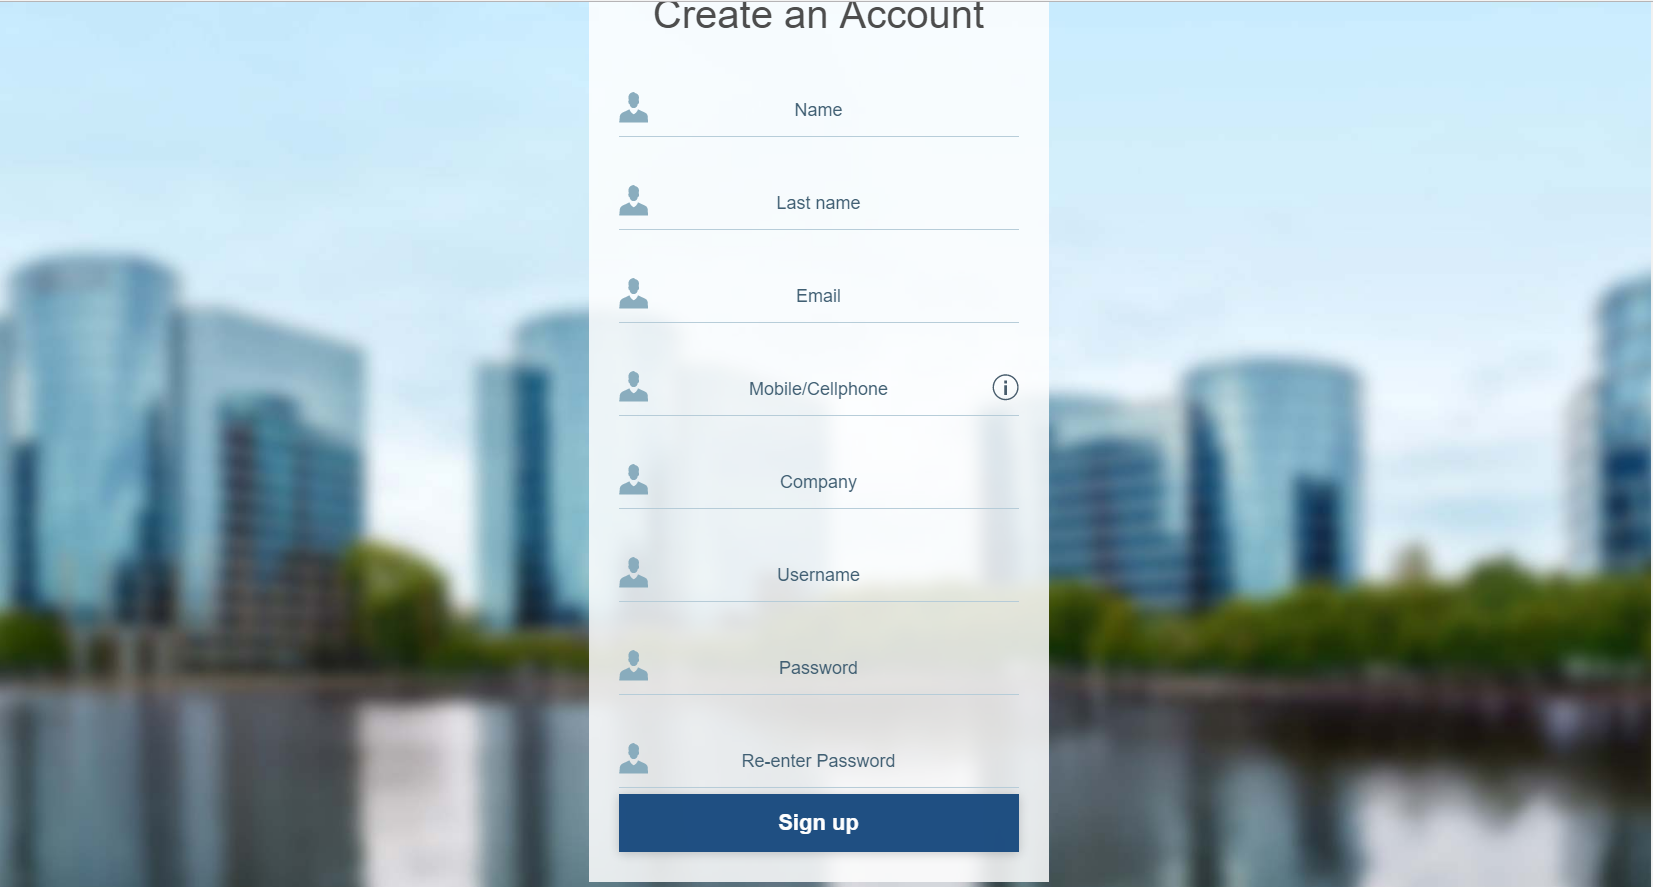 Create an Account
Name
Last name
Email
Mobile/Cellphone
Company
Username
Password
Re-enter Password
Sign up